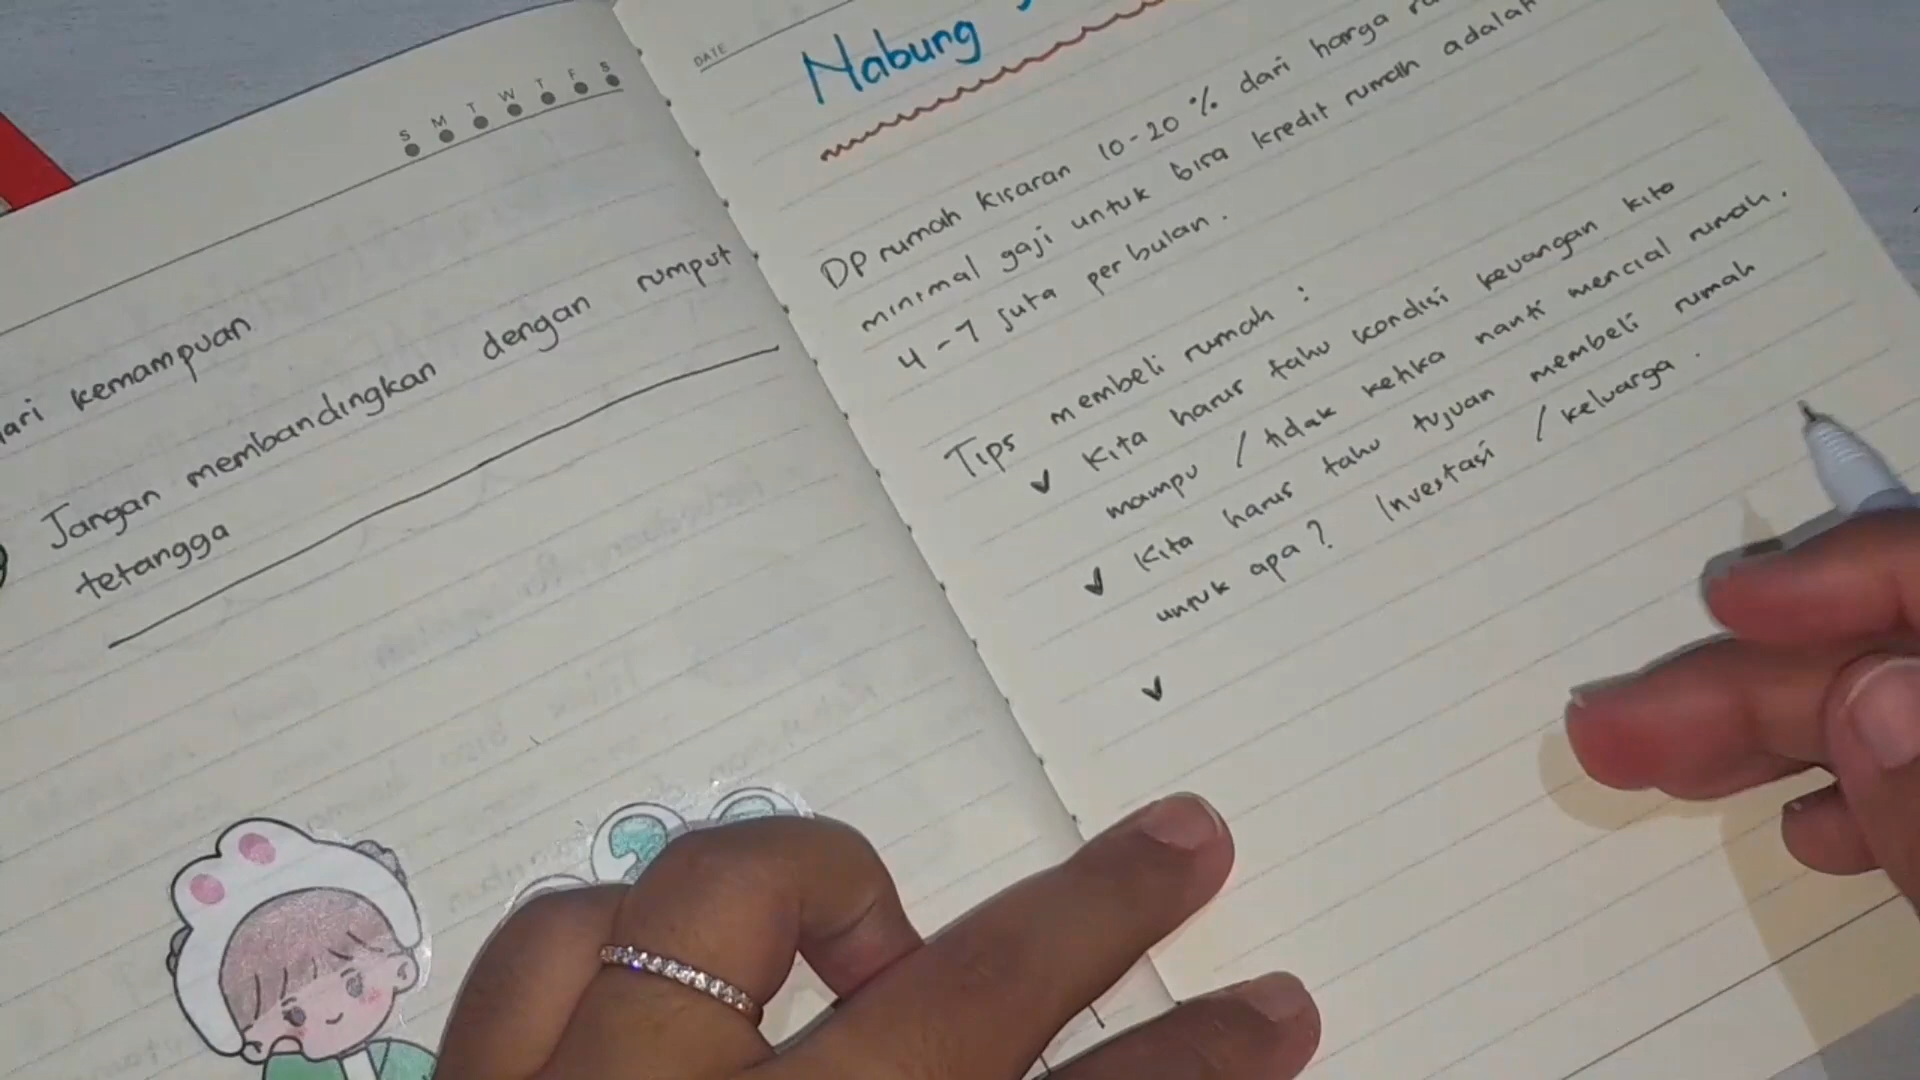 S M T W T F S
kemampuan
Jangan membandingkan dengan rumput
tetangga
DATE
Nabung
DP rumah kisaran 10-20 % dari harga
minimal gaji untuk bisa kredit rumah adalah
4-7 juta per bulan.
Tips membeli rumah :
✓ Kita harus tahu kondisi keuangan kita
mampu / tidak ketika nanti mencicil rumah.
✓ Kita harus tahu tujuan membeli rumah
untuk apa? Investasi / keluarga.
✓